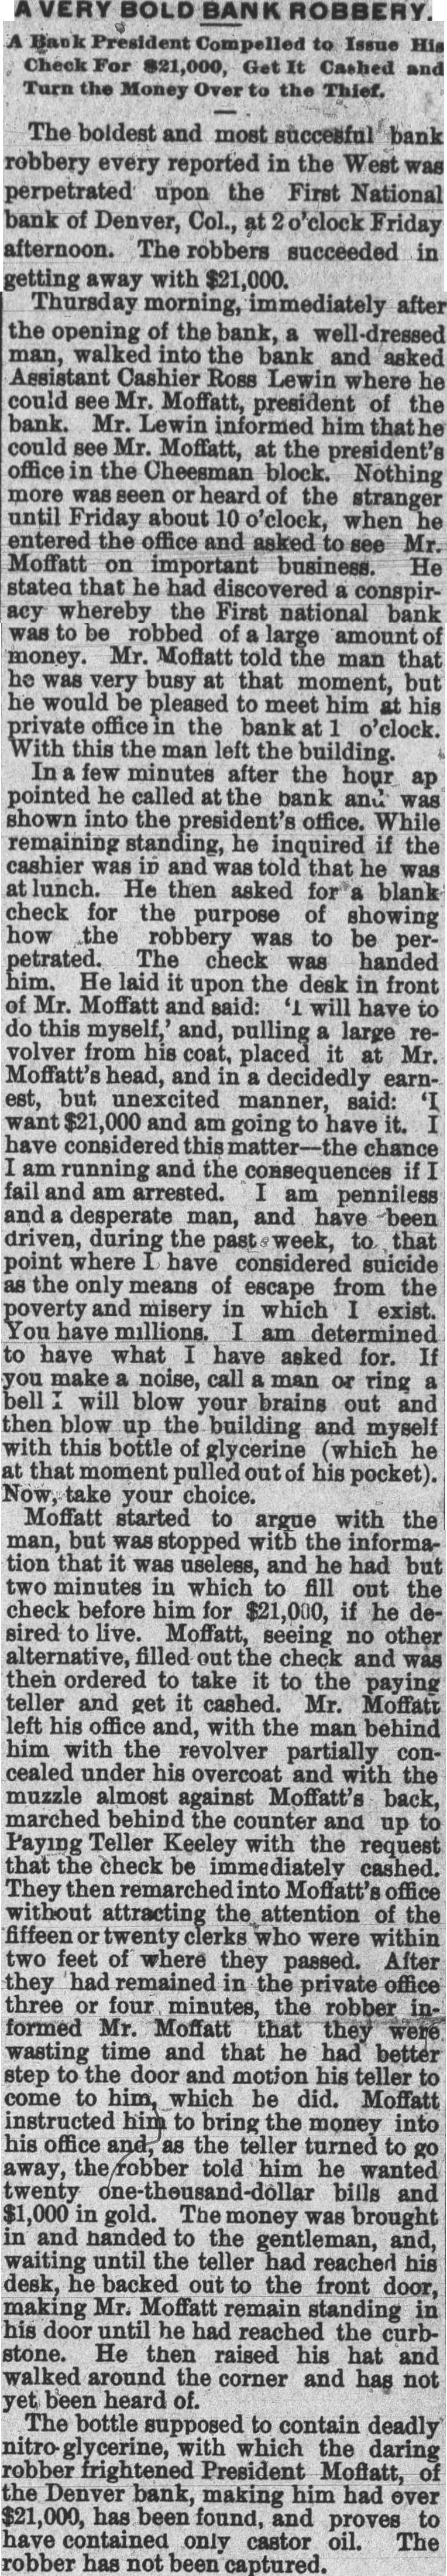 A VERY BOLD BANK ROBBERY.
A Bank President Compelled to Issue His
Check For $21,000, Get It Cashed and
Turn the Money Over to the Thief.
The boldest and most succesful bank
robbery every reported in the West was
perpetrated upon the First National
bank of Denver, Col., at 2 o'clock Friday
afternoon. The robbers succeeded in
getting away with $21,000.
Thursday morning, immediately after
the opening of the bank, a well-dressed
man, walked into the bank and asked
Assistant Cashier Ross Lewin where he
could see Mr. Moffatt, president of the
bank. Mr. Lewin informed him that he
could see Mr. Moffatt, at the president's
office in the Cheesman block. Nothing
more was seen or heard of the stranger
until Friday about 10 o'clock, when he
entered the office and asked to see Mr.
Moffatt on important business. He
stated that he had discovered a conspir-
acy whereby the First national bank
was to be robbed of a large amount of
money. Mr. Moffatt told the man that
he was very busy at that moment, but
he would be pleased to meet him at his
private office in the bank at 1 o'clock.
With this the man left the building.
In a few minutes after the hour ap
pointed he called at the bank and was
shown into the president's office. While
remaining standing, he inquired if the
cashier was in and was told that he was
at lunch. He then asked for a blank
check for the purpose of showing
how the robbery was to be per-
petrated. The check was handed
him. He laid it upon the desk in front
of Mr. Moffatt and said: 'I will have to
do this myself,' and, pulling a large re-
volver from his coat, placed it at Mr.
Moffatt's head, and in a decidedly earn-
est, but unexcited manner, said: 'I
want $21,000 and am going to have it. I
have considered this matter—the chance
I am running and the consequences if I
fail and am arrested. I am penniless
and a desperate man, and have been
driven, during the past week, to that
point where I have considered suicide
as the only means of escape from the
poverty and misery in which I exist.
You have millions. I am determined
to have what I have asked for. If
you make a noise, call a man or ring a
bell I will blow your brains out and
then blow up the building and myself
with this bottle of glycerine (which he
at that moment pulled out of his pocket).
Now, take your choice.
Moffatt started to argue with the
man, but was stopped with the informa-
tion that it was useless, and he had but
two minutes in which to fill out the
check before him for $21,000, if he de-
sired to live. Moffatt, seeing no other
alternative, filled out the check and was
then ordered to take it to the paying
teller and get it cashed. Mr. Moffatt
left his office and, with the man behind
him with the revolver partially con-
cealed under his overcoat and with the
muzzle almost against Moffatt's back,
marched behind the counter and up to
Paying Teller Keeley with the request
that the check be immediately cashed.
They then remarched into Moffatt's office
without attracting the attention of the
fiffeen or twenty clerks who were within
two feet of where they passed. After
they had remained in the private office
three or four minutes, the robber in-
formed Mr. Moffatt that they were
wasting time and that he had better
step to the door and motion his teller to
come to him, which he did. Moffatt
instructed him to bring the money into
his office and, as the teller turned to go
away, the robber told him he wanted
twenty one-thousand-dollar bills and
$1,000 in gold. The money was brought
in and handed to the gentleman, and,
waiting until the teller had reached his
desk, he backed out to the front door,
making Mr. Moffatt remain standing in
his door until he had reached the curb-
stone. He then raised his hat and
walked around the corner and has not
yet been heard of.
The bottle supposed to contain deadly
nitro-glycerine, with which the daring
robber frightened President Moffatt, of
the Denver bank, making him had over
$21,000, has been found, and proves to
have contained only castor oil. The
robber has not been captured.